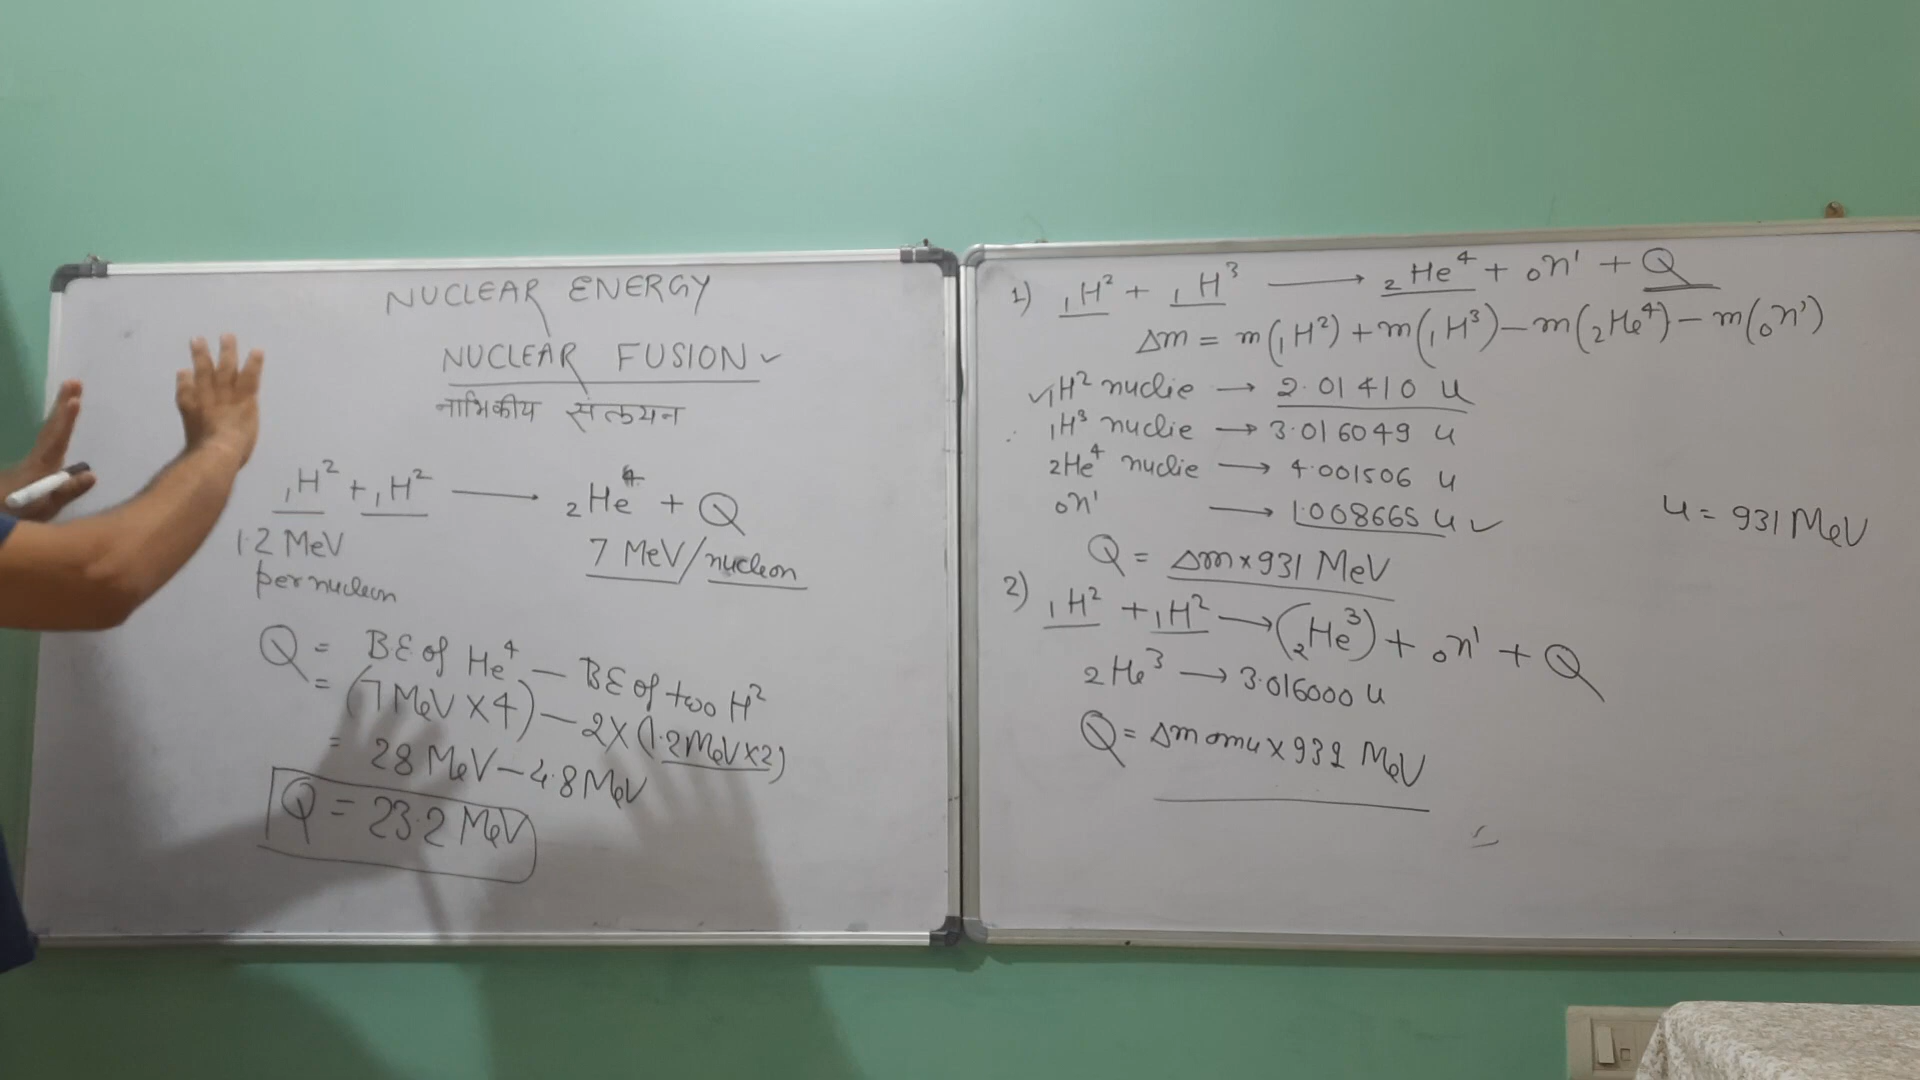 NUCLEAR ENERGY
NUCLEAR FUSION ✓
नाभिकीय संलयन
₁H² + ₁H² ⟶ ₂He⁴ + Q
1.2 MeV
per nucleon
7 MeV/nucleon
Q = BE of He⁴ – BE of two H²
= (7 MeV × 4) – 2 × (1.2 MeV × 2)
= 28 MeV – 4.8 MeV
Q = 23.2 MeV
1) ₁H² + ₁H³ ⟶ ₂He⁴ + ₀n¹ + Q
Δm = m(₁H²) + m(₁H³) – m(₂He⁴) – m(₀n¹)
✓₁H² nuclie → 2.01410 u
₁H³ nuclie → 3.016049 u
₂He⁴ nuclie → 4.001506 u
₀n¹ → 1.008665 u ✓
u = 931 MeV
Q = Δm × 931 MeV
2) ₁H² + ₁H² ⟶ (₂He³) + ₀n¹ + Q
₂He³ → 3.016000 u
Q = Δm amu × 931 MeV